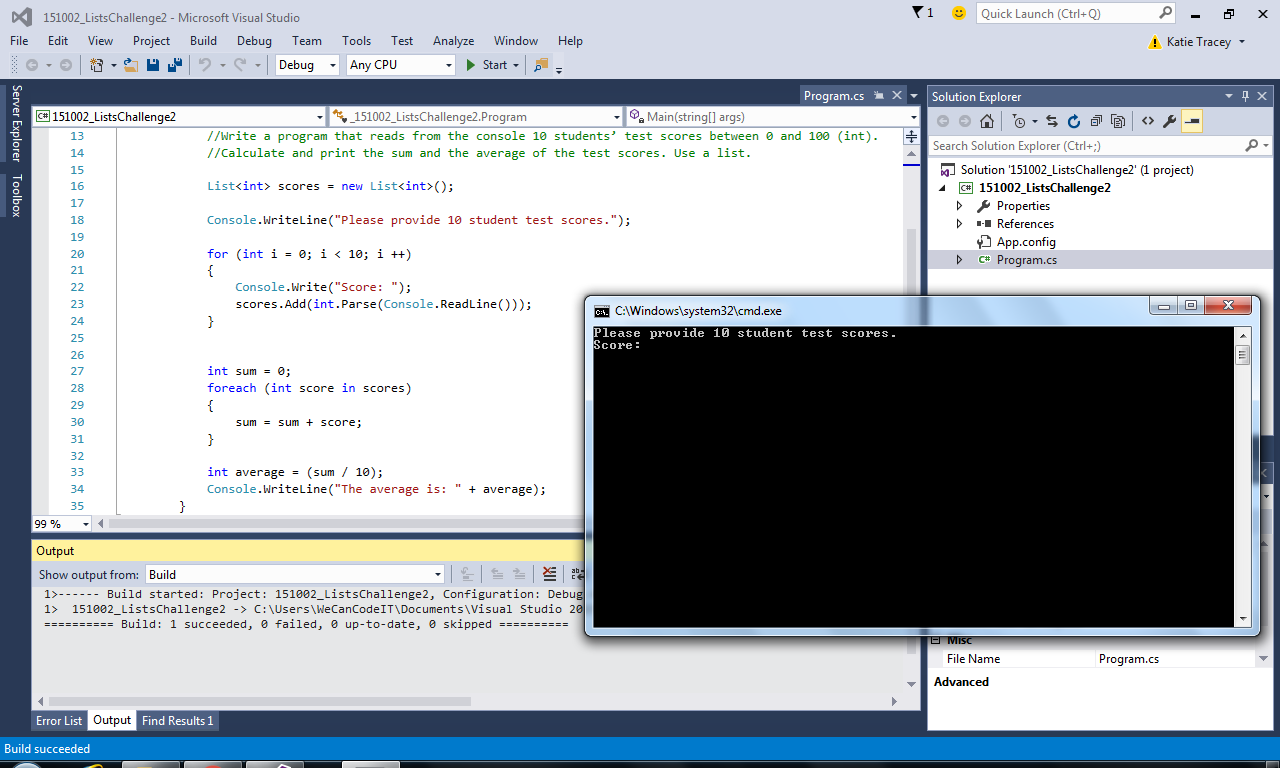 151002_ListsChallenge2 - Microsoft Visual Studio
1
Quick Launch (Ctrl+Q)
File Edit View Project Build Debug Team Tools Test Analyze Window Help
Katie Tracey
Debug Any CPU Start
Server Explorer
Toolbox
Program.cs
151002_ListsChallenge2 _151002_ListsChallenge2.Program Main(string[] args)
13 //Write a program that reads from the console 10 students’ test scores between 0 and 100 (int).
14 //Calculate and print the sum and the average of the test scores. Use a list.
15
16 List<int> scores = new List<int>();
17
18 Console.WriteLine("Please provide 10 student test scores.");
19
20 for (int i = 0; i < 10; i ++)
21 {
22 Console.Write("Score: ");
23 scores.Add(int.Parse(Console.ReadLine()));
24 }
25
26
27 int sum = 0;
28 foreach (int score in scores)
29 {
30 sum = sum + score;
31 }
32
33 int average = (sum / 10);
34 Console.WriteLine("The average is: " + average);
35 }
99 %
Solution Explorer
Search Solution Explorer (Ctrl+;)
Solution '151002_ListsChallenge2' (1 project)
C# 151002_ListsChallenge2
Properties
References
App.config
C# Program.cs
C:\Windows\system32\cmd.exe
Please provide 10 student test scores.
Score:
Output
Show output from: Build
1>------ Build started: Project: 151002_ListsChallenge2, Configuration: Debug
1> 151002_ListsChallenge2 -> C:\Users\WeCanCodeIT\Documents\Visual Studio 20
========== Build: 1 succeeded, 0 failed, 0 up-to-date, 0 skipped ==========
Misc
File Name Program.cs
Advanced
Error List Output Find Results 1
Build succeeded